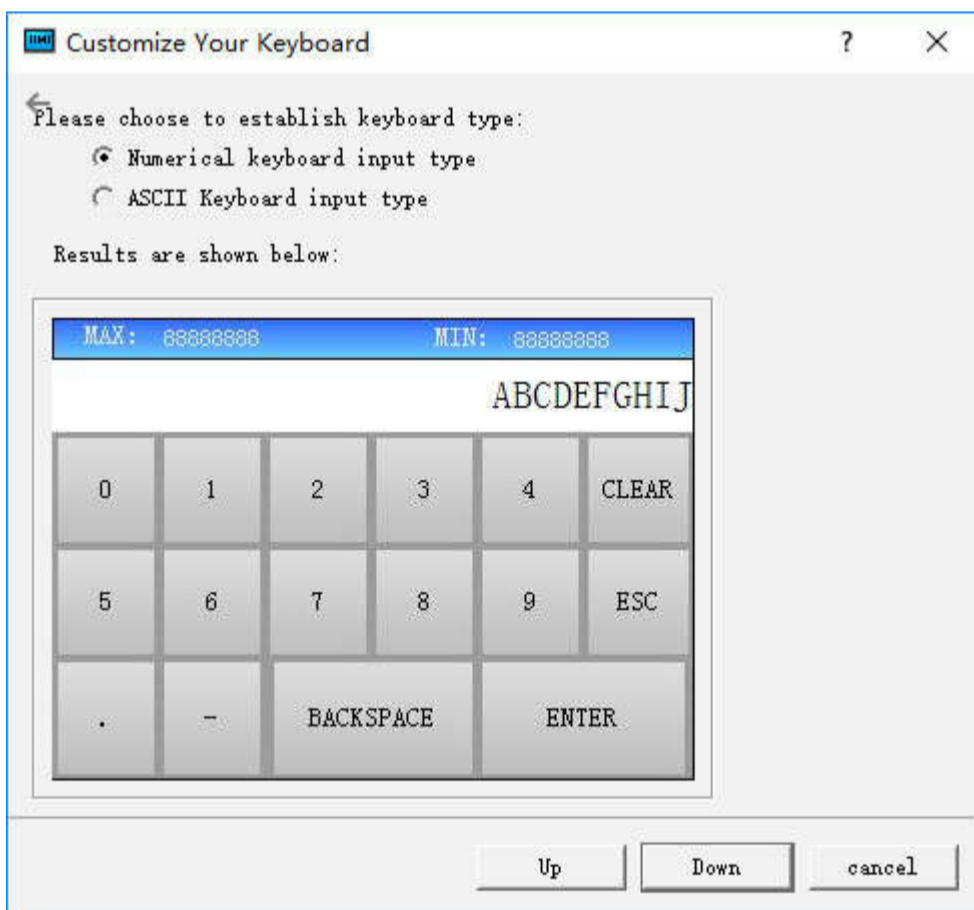 Customize Your Keyboard ? ×
Please choose to establish keyboard type:
Numerical keyboard input type
ASCII Keyboard input type
Results are shown below:
MAX: 88888888 MIN: 88888888
ABCDEFGHIJ
0 1 2 3 4 CLEAR
5 6 7 8 9 ESC
. - BACKSPACE ENTER
Up Down cancel